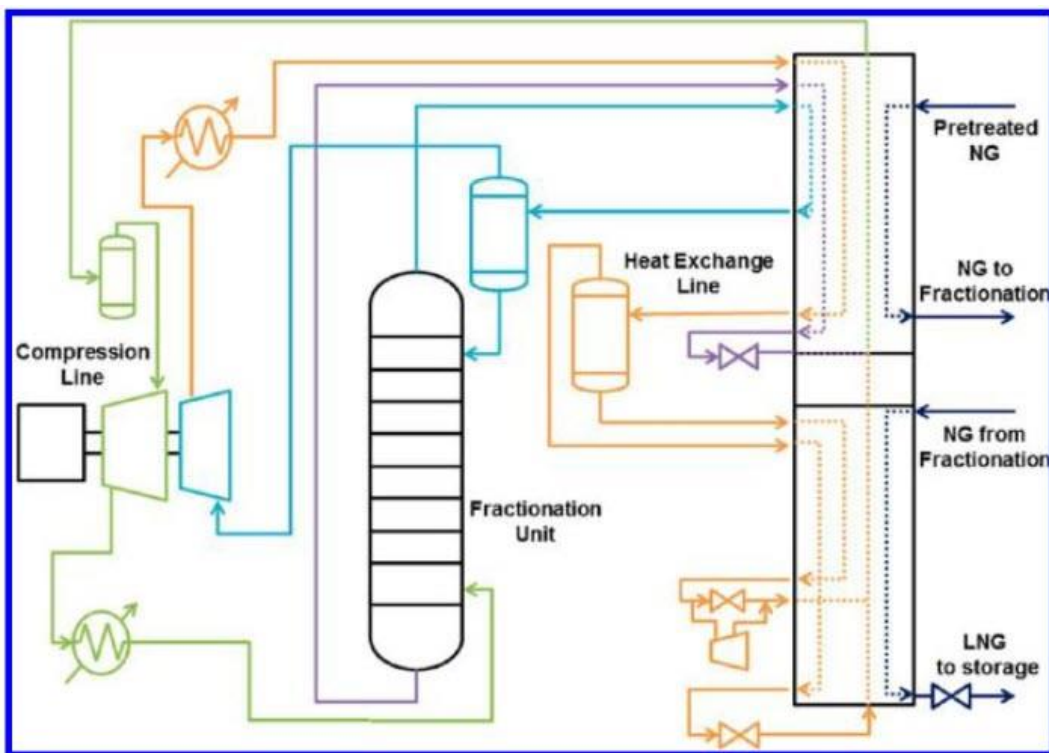 Pretreated
NG
Heat Exchange
Line
NG to
Fractionation
Compression
Line
NG from
Fractionation
Fractionation
Unit
LNG
to storage